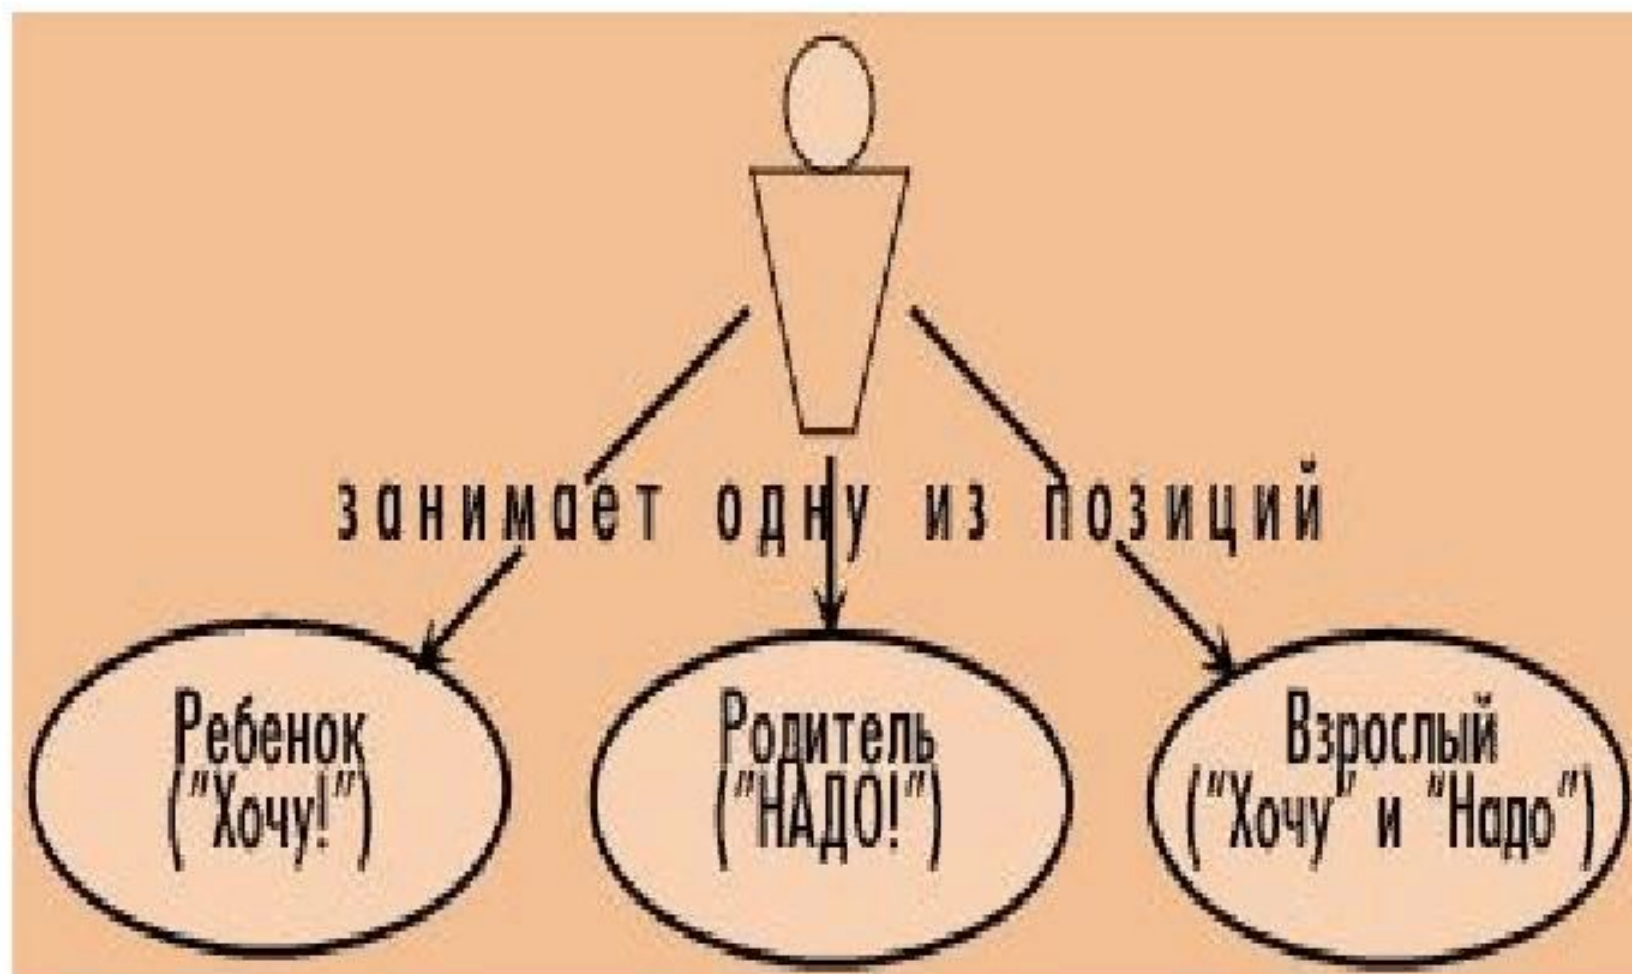 занимает одну из позиций
Ребенок
("Хочу!")
Родитель
("НАДО!")
Взрослый
("Хочу" и "Надо")